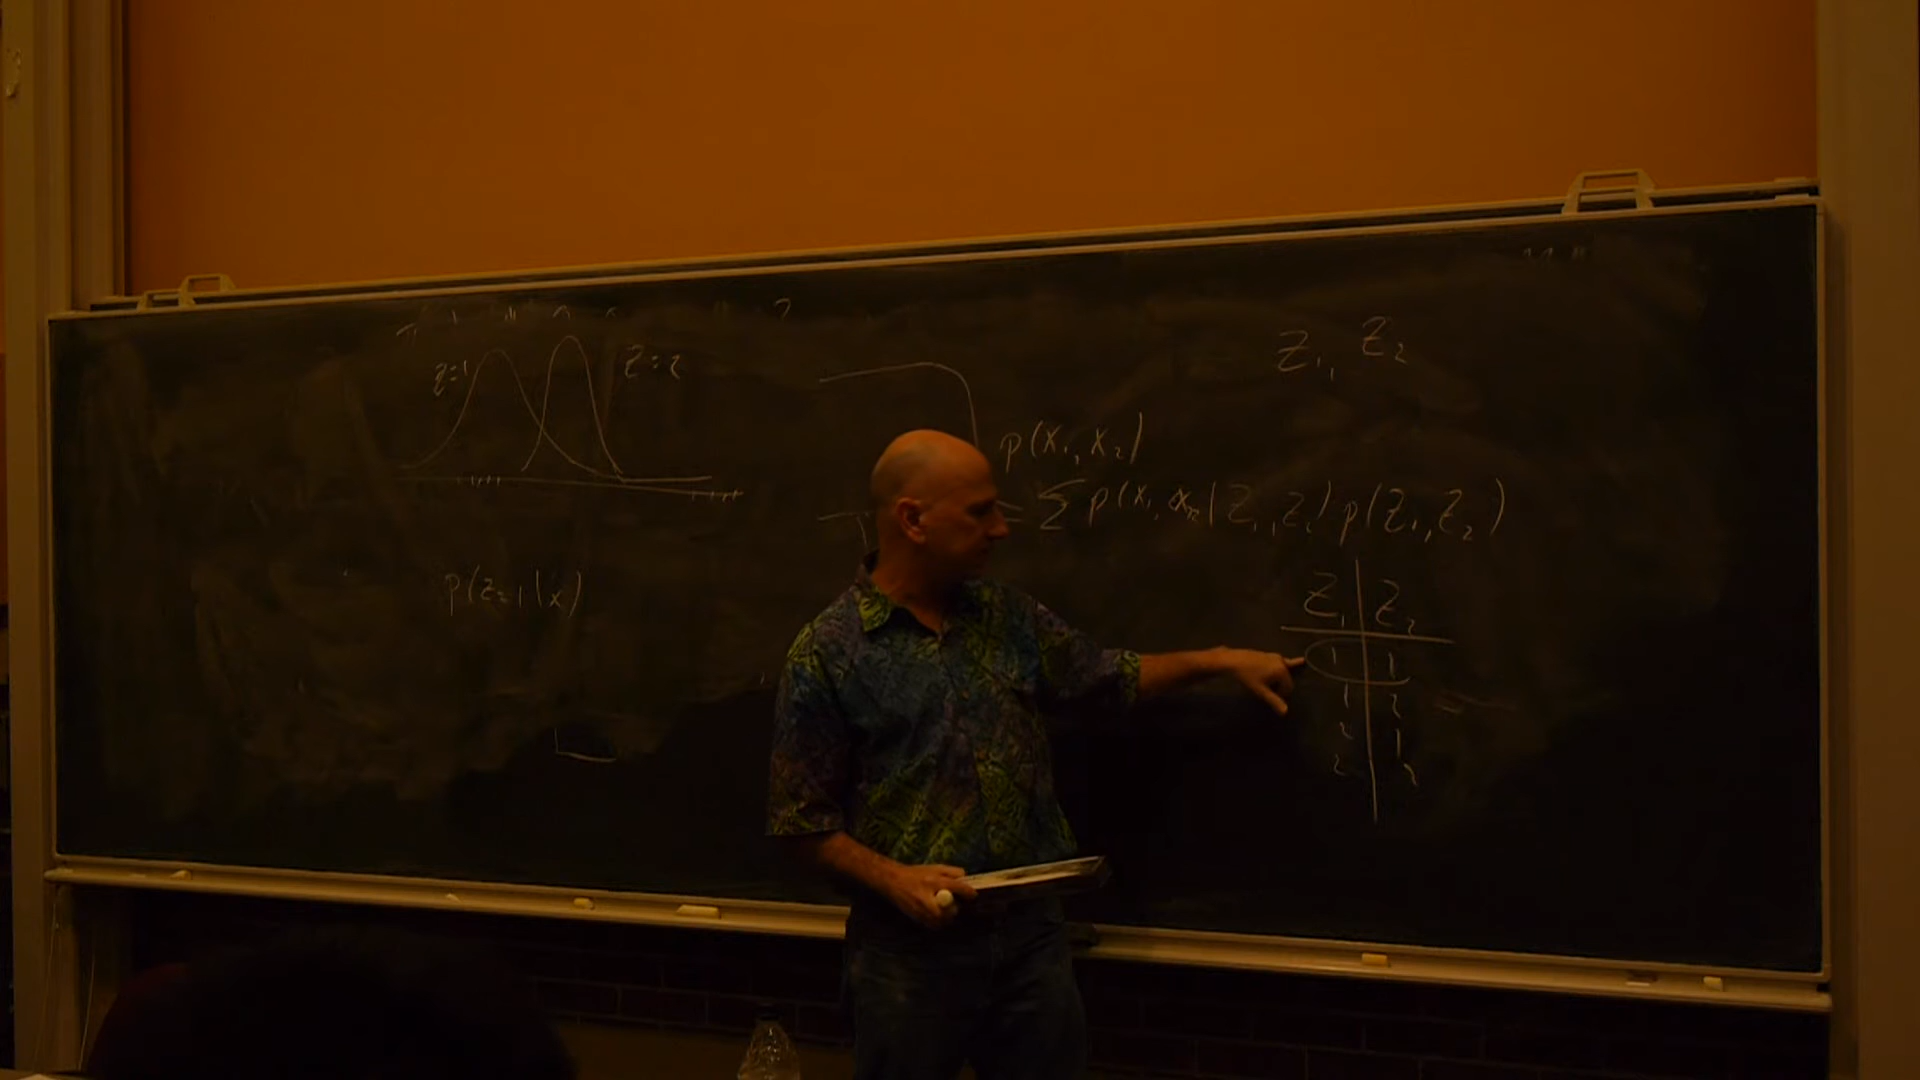 z=1 z=2
p(z=1|x)
Z₁, Z₂
p(x₁, x₂)
= Σ p(x₁, x₂ | Z₁, Z₂) p(Z₁, Z₂)
Z₁ Z₂
1 1
1 2
2 1
2 2